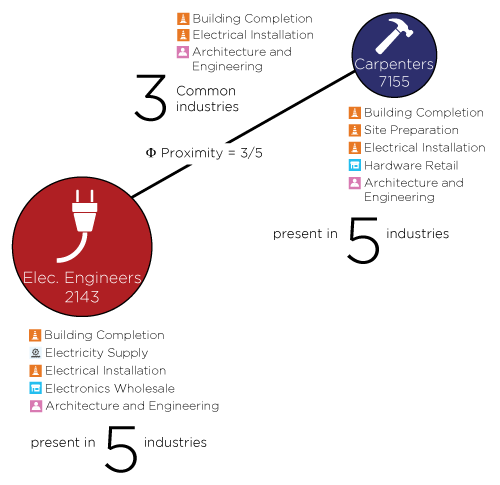 Building Completion
Electrical Installation
Architecture and
Engineering
3 Common
industries
Carpenters
7155
Building Completion
Site Preparation
Electrical Installation
Hardware Retail
Architecture and
Engineering
present in 5 industries
Φ Proximity = 3/5
Elec. Engineers
2143
Building Completion
Electricity Supply
Electrical Installation
Electronics Wholesale
Architecture and Engineering
present in 5 industries